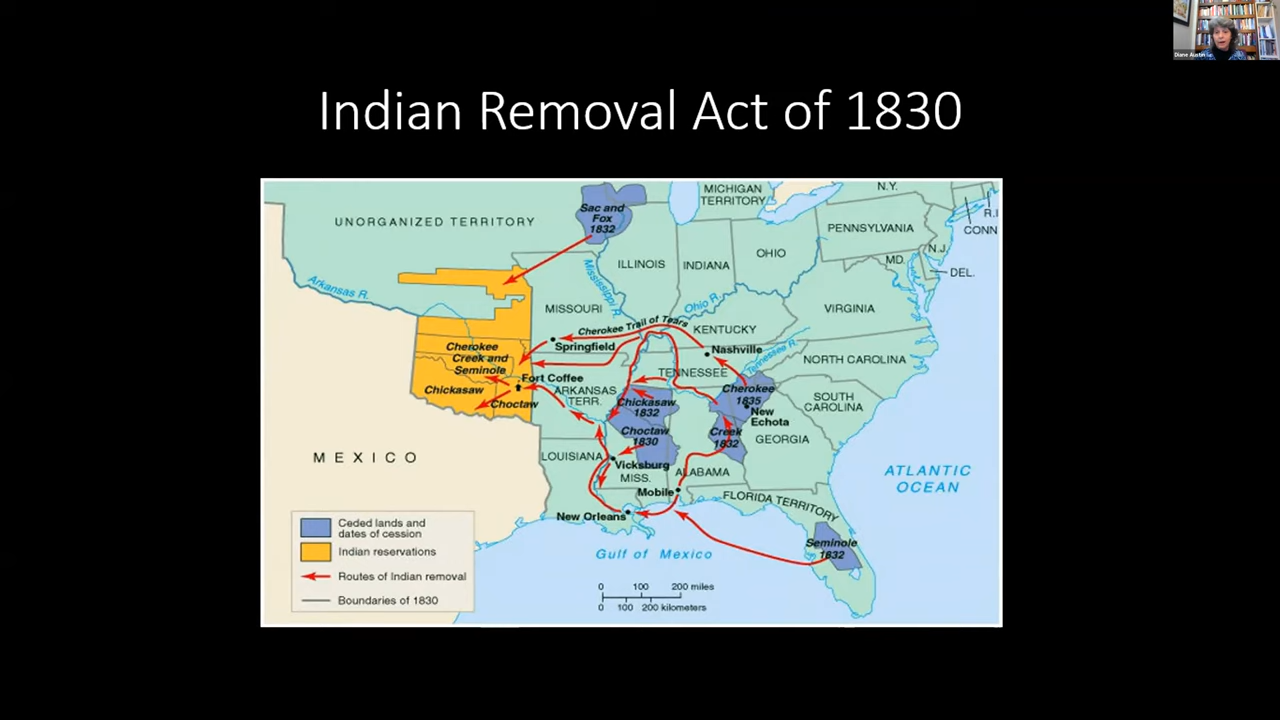 Diane Austin
Indian Removal Act of 1830
UNORGANIZED TERRITORY
Sac and
Fox
1832
MICHIGAN
TERRITORY
N.Y.
R.I
CONN
PENNSYLVANIA
N.J.
OHIO
MD.
DEL.
ILLINOIS
INDIANA
Mississippi R.
Ohio R.
Arkansas R.
MISSOURI
VIRGINIA
Cherokee Trail of Tears
KENTUCKY
Springfield
Nashville
Tennessee R.
NORTH CAROLINA
Cherokee
Creek and
Seminole
Chickasaw
Choctaw
Fort Coffee
ARKANSAS
TERR.
TENNESSEE
Chickasaw
1832
Cherokee
1835
New
Echota
SOUTH
CAROLINA
Choctaw
1830
Creek
1832
GEORGIA
MEXICO
LOUISIANA
Vicksburg
MISS.
ALABAMA
ATLANTIC
OCEAN
Mobile
FLORIDA TERRITORY
New Orleans
Seminole
1832
Gulf of Mexico
Ceded lands and
dates of cession
Indian reservations
Routes of Indian removal
Boundaries of 1830
0 100 200 miles
0 100 200 kilometers